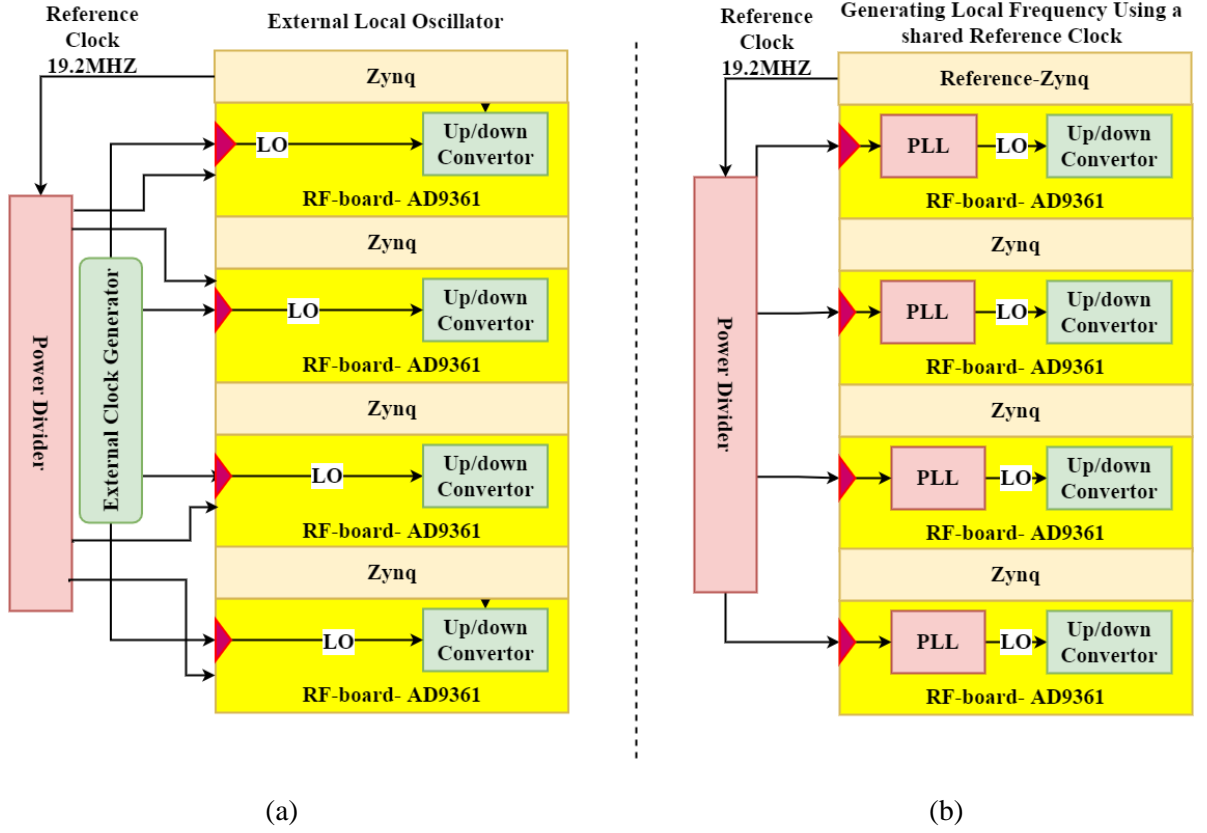 Reference
Clock
19.2MHZ
External Local Oscillator
Zynq
LO
Up/down
Convertor
RF-board- AD9361
Zynq
LO
Up/down
Convertor
RF-board- AD9361
Zynq
LO
Up/down
Convertor
RF-board- AD9361
Zynq
LO
Up/down
Convertor
RF-board- AD9361
Power Divider
External Clock Generator
(a)
Reference
Clock
19.2MHZ
Generating Local Frequency Using a
shared Reference Clock
Reference-Zynq
PLL
LO
Up/down
Convertor
RF-board- AD9361
Zynq
PLL
LO
Up/down
Convertor
RF-board- AD9361
Zynq
PLL
LO
Up/down
Convertor
RF-board- AD9361
Zynq
PLL
LO
Up/down
Convertor
RF-board- AD9361
Power Divider
(b)